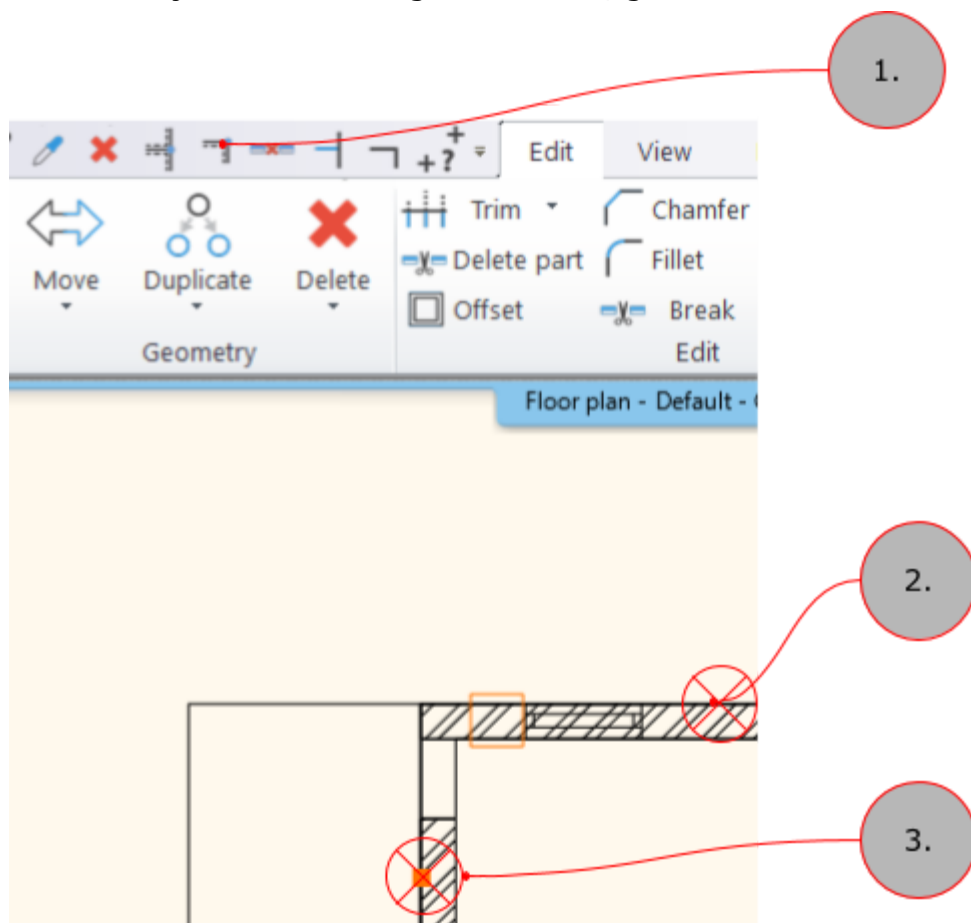 1.
Edit View
Trim Chamfer
Move Duplicate Delete Delete part Fillet
Offset Break
Geometry Edit
Floor plan - Default -
2.
3.